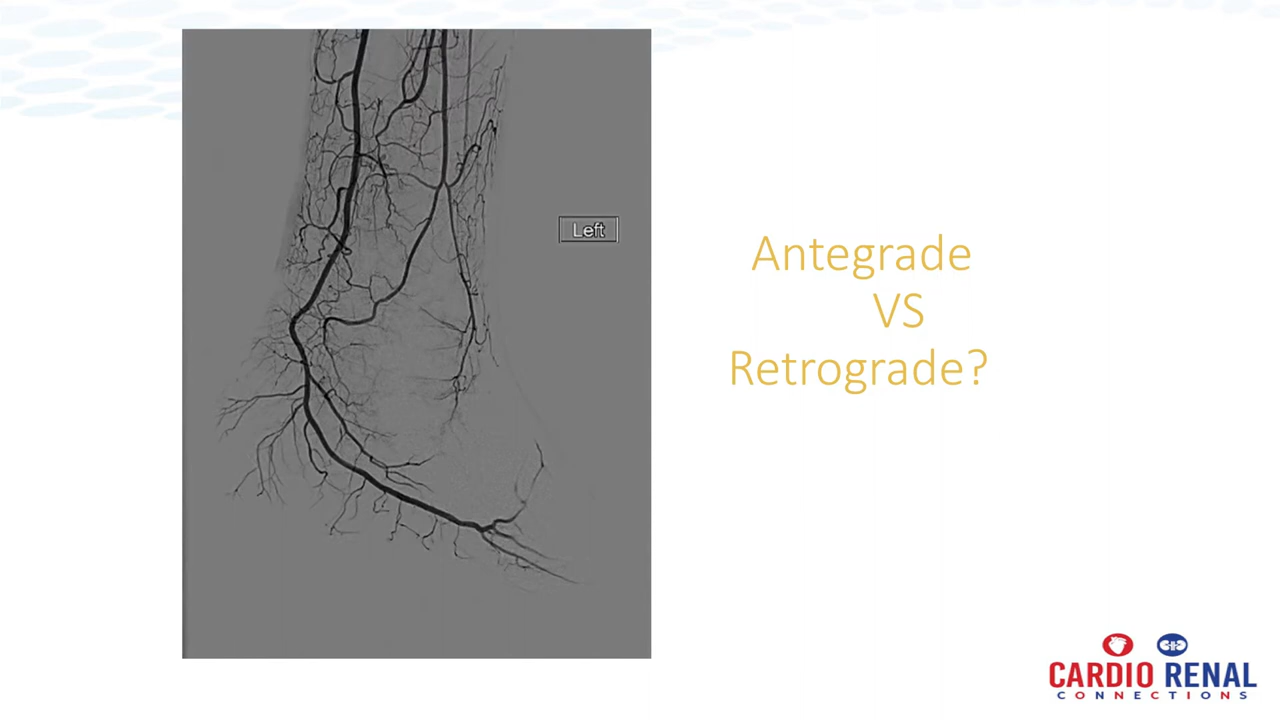 Left
Antegrade
VS
Retrograde?
CARDIO RENAL
CONNECTIONS